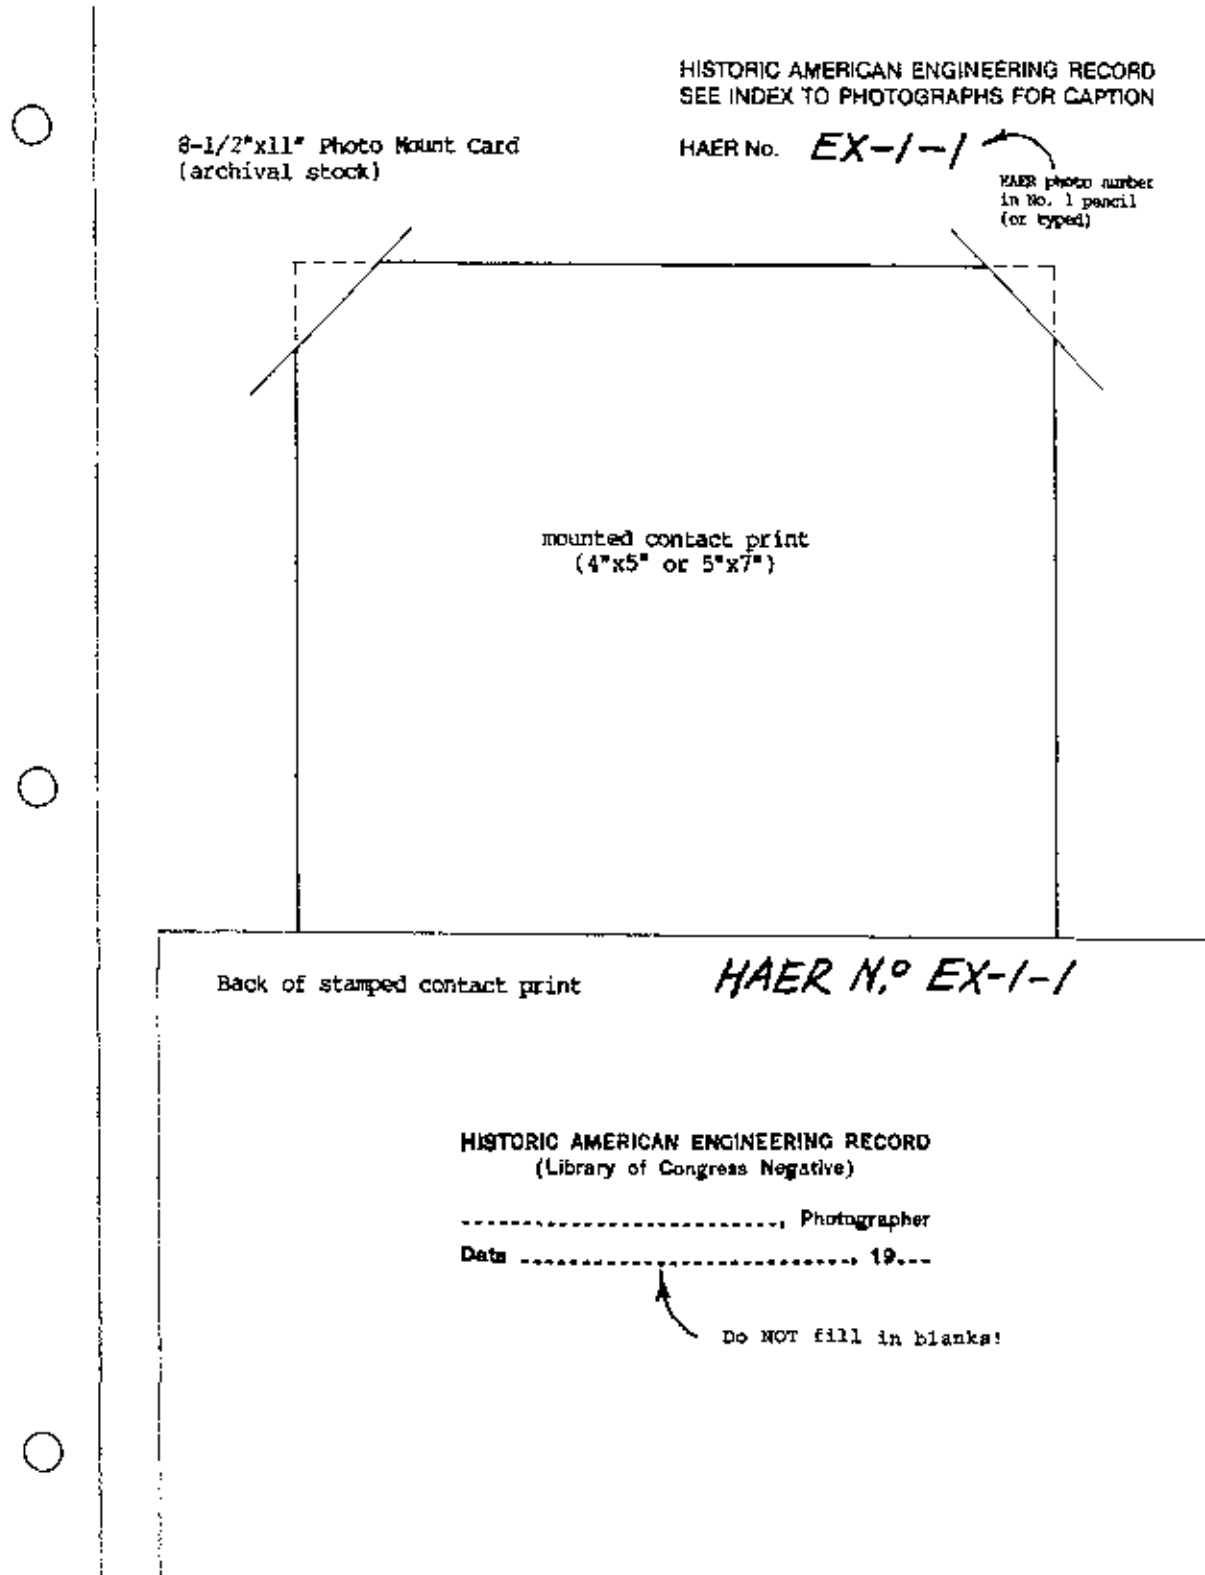 HISTORIC AMERICAN ENGINEERING RECORD
SEE INDEX TO PHOTOGRAPHS FOR CAPTION
8-1/2"x11" Photo Mount Card
(archival stock)
HAER No. EX-1-1
HAER photo number
in No. 1 pencil
(or typed)
mounted contact print
(4"x5" or 5"x7")
Back of stamped contact print
HAER N.º EX-1-1
HISTORIC AMERICAN ENGINEERING RECORD
(Library of Congress Negative)
............................, Photographer
Date ............................, 19....
Do NOT fill in blanks!